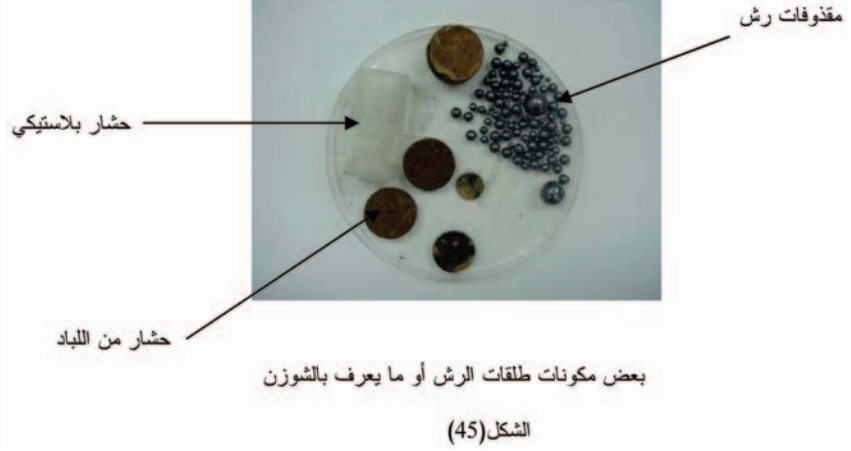 مقذوفات رش
حشار بلاستيكي
حشار من اللباد
بعض مكونات طلقات الرش أو ما يعرف بالشوزن
الشكل(45)